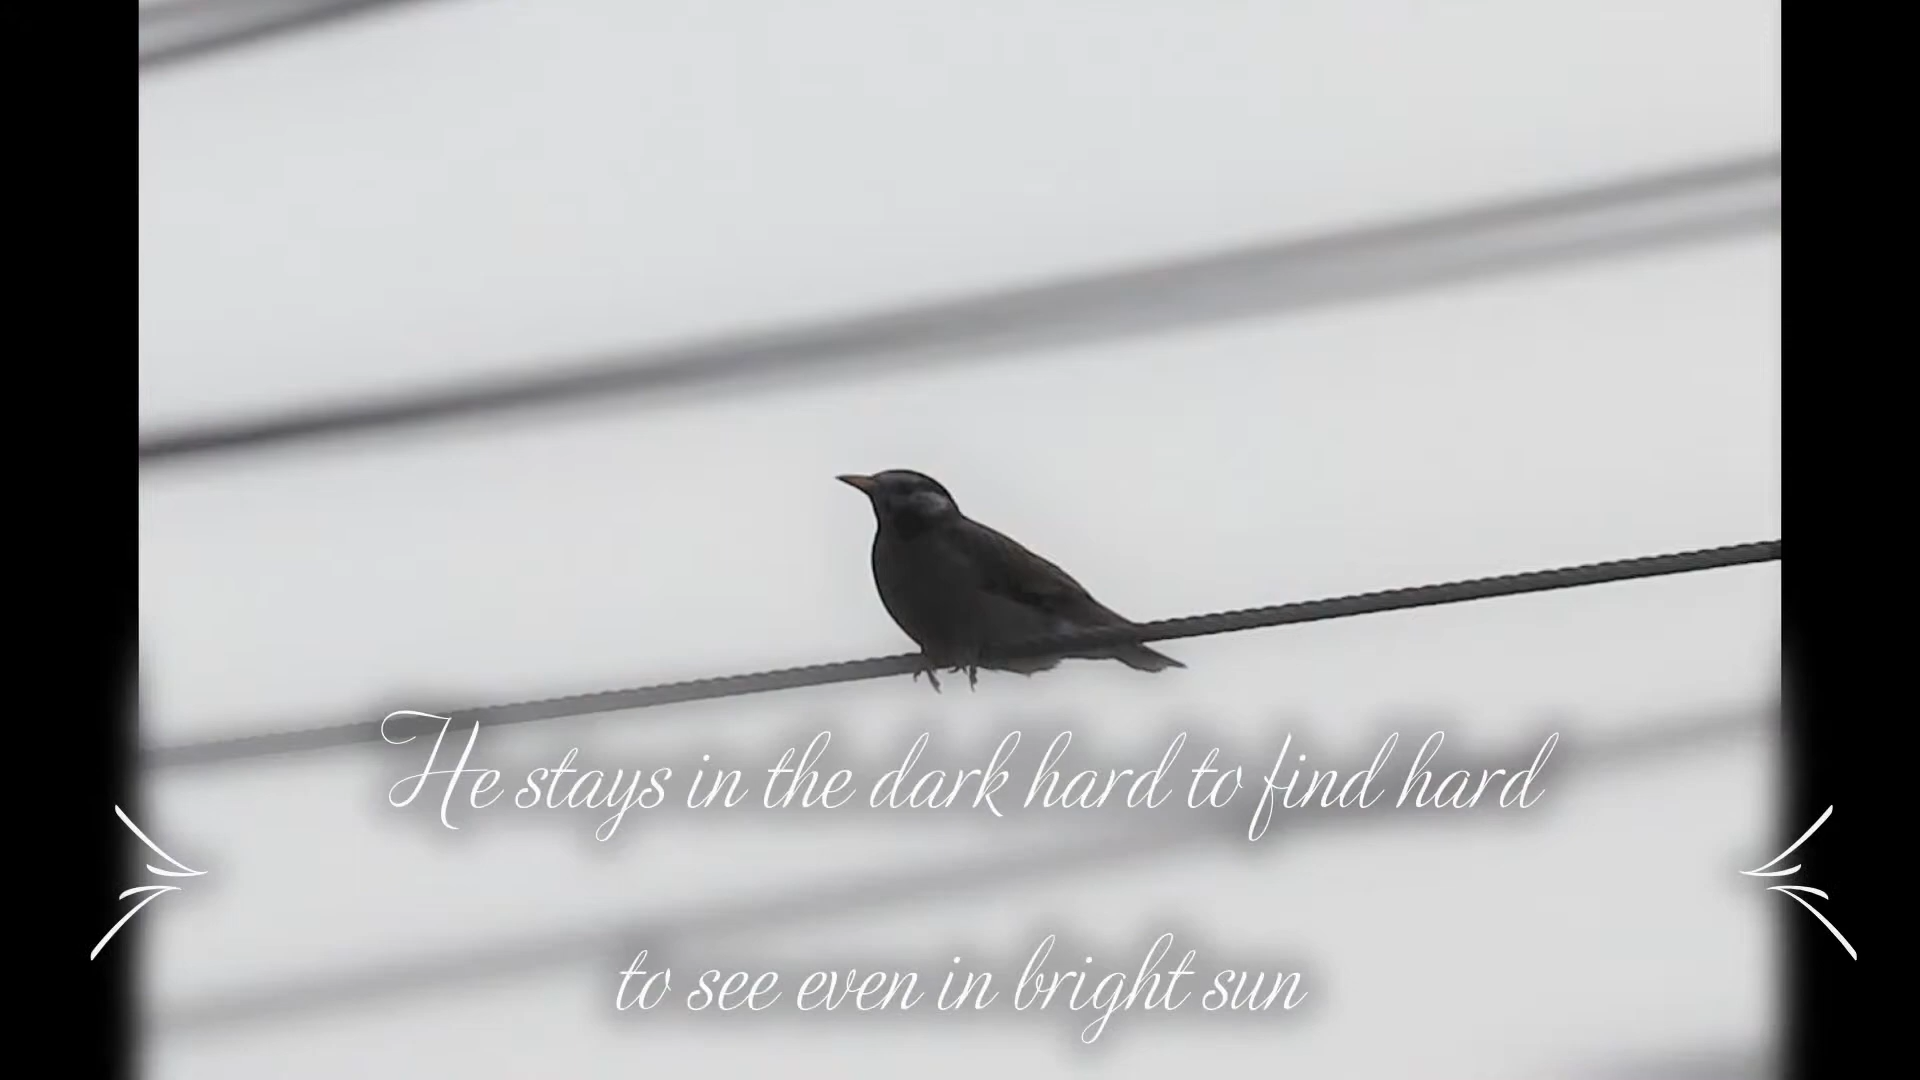 He stays in the dark hard to find hard
to see even in bright sun